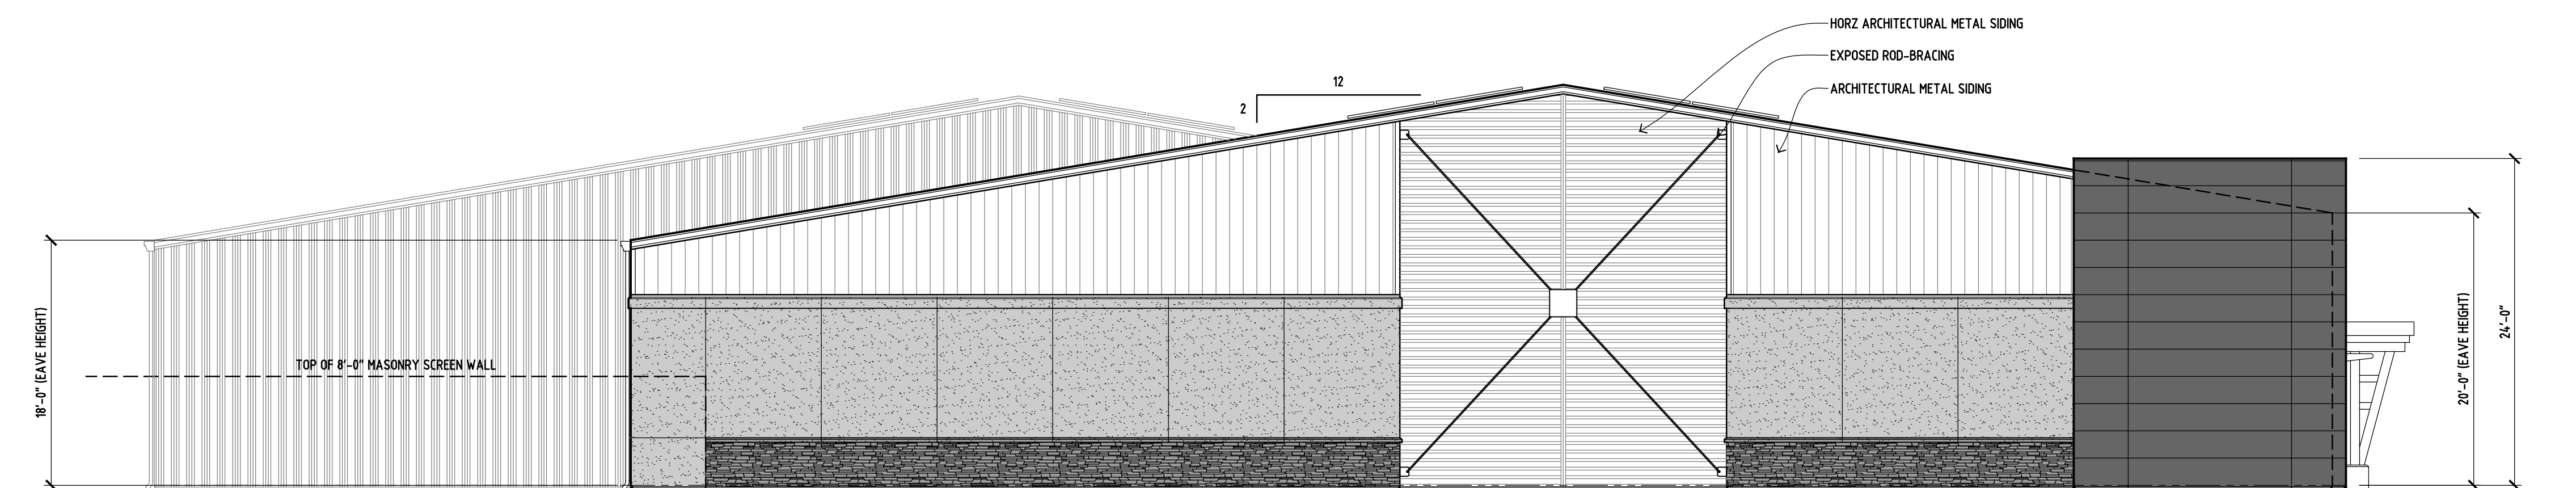 HORZ ARCHITECTURAL METAL SIDING
EXPOSED ROD-BRACING
ARCHITECTURAL METAL SIDING
12
2
18'-0" (EAVE HEIGHT)
TOP OF 8'-0" MASONRY SCREEN WALL
20'-0" (EAVE HEIGHT)
24'-0"